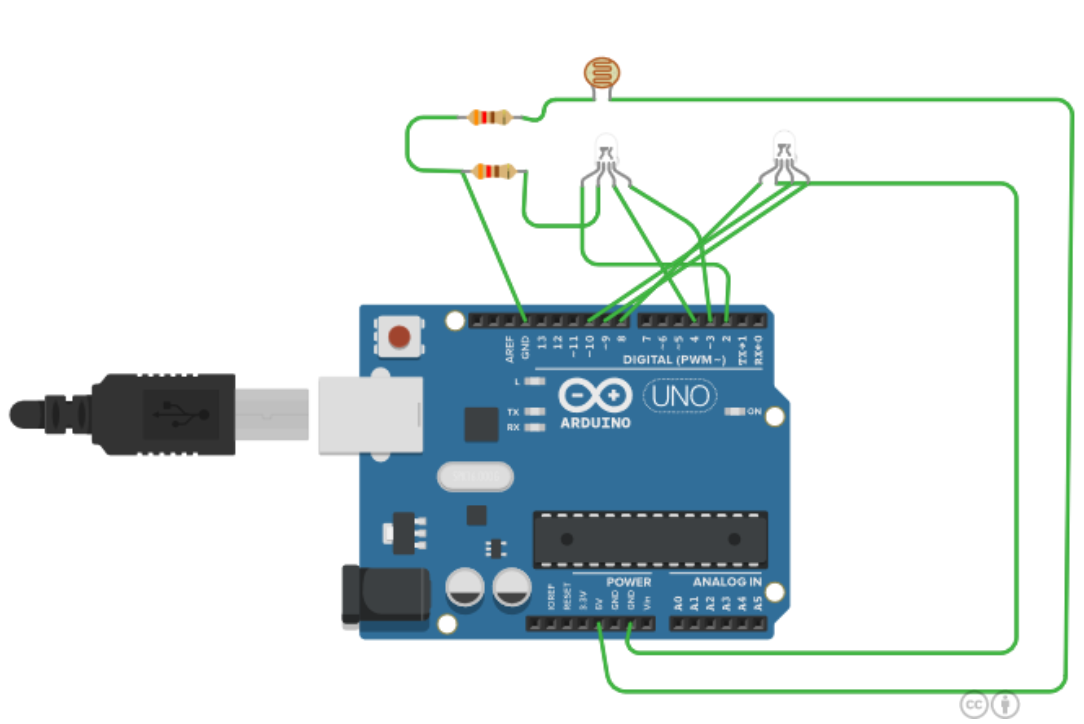 AREF
GND
13
12
~11
~10
~9
8
7
~6
~5
4
~3
2
TX→1
RX←0
DIGITAL (PWM~)
L
TX
RX
ARDUINO
UNO
ON
POWER
ANALOG IN
IOREF
RESET
3.3V
5V
GND
GND
Vin
A0
A1
A2
A3
A4
A5
cc